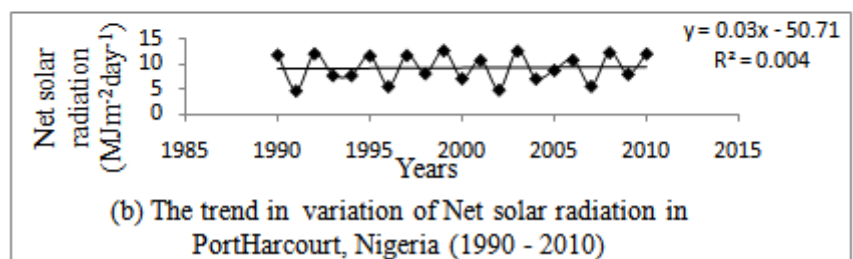 y = 0.03x - 50.71
R² = 0.004
Net solar
radiation
(MJm⁻²day⁻¹)
15
10
5
0
1985 1990 1995 2000 2005 2010 2015
Years
(b) The trend in variation of Net solar radiation in
PortHarcourt, Nigeria (1990 - 2010)